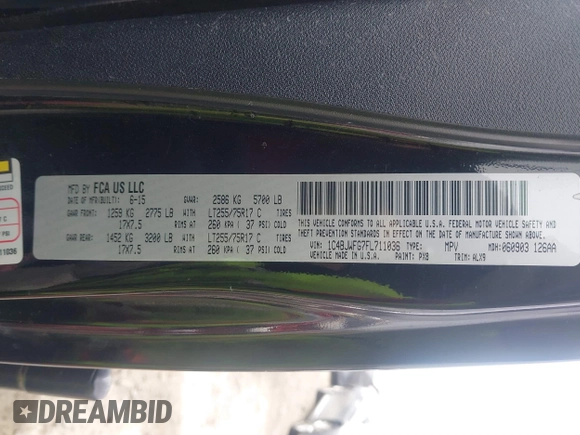 MFD BY FCA US LLC
DATE OF MFR(BUILT): 6-15 GVWR: 2586 KG 5700 LB
GAWR FRONT: 1259 KG 2775 LB WITH LT255/75R17 C TIRES
17X7.5 RIMS AT 260 KPA ( 37 PSI) COLD
GAWR REAR: 1452 KG 3200 LB WITH LT255/75R17 C TIRES
17X7.5 RIMS AT 260 KPA ( 37 PSI) COLD
THIS VEHICLE CONFORMS TO ALL APPLICABLE U.S.A. FEDERAL MOTOR VEHICLE SAFETY AND
THEFT PREVENTION STANDARDS IN EFFECT ON THE DATE OF MANUFACTURE SHOWN ABOVE.
VIN: 1C4BJWFG7FL711036 TYPE: MPV MDH: 060903 126AA
VEHICLE MADE IN U.S.A. PAINT: PX8 TRIM: ALX9
C
PSI
11036
DREAMBID